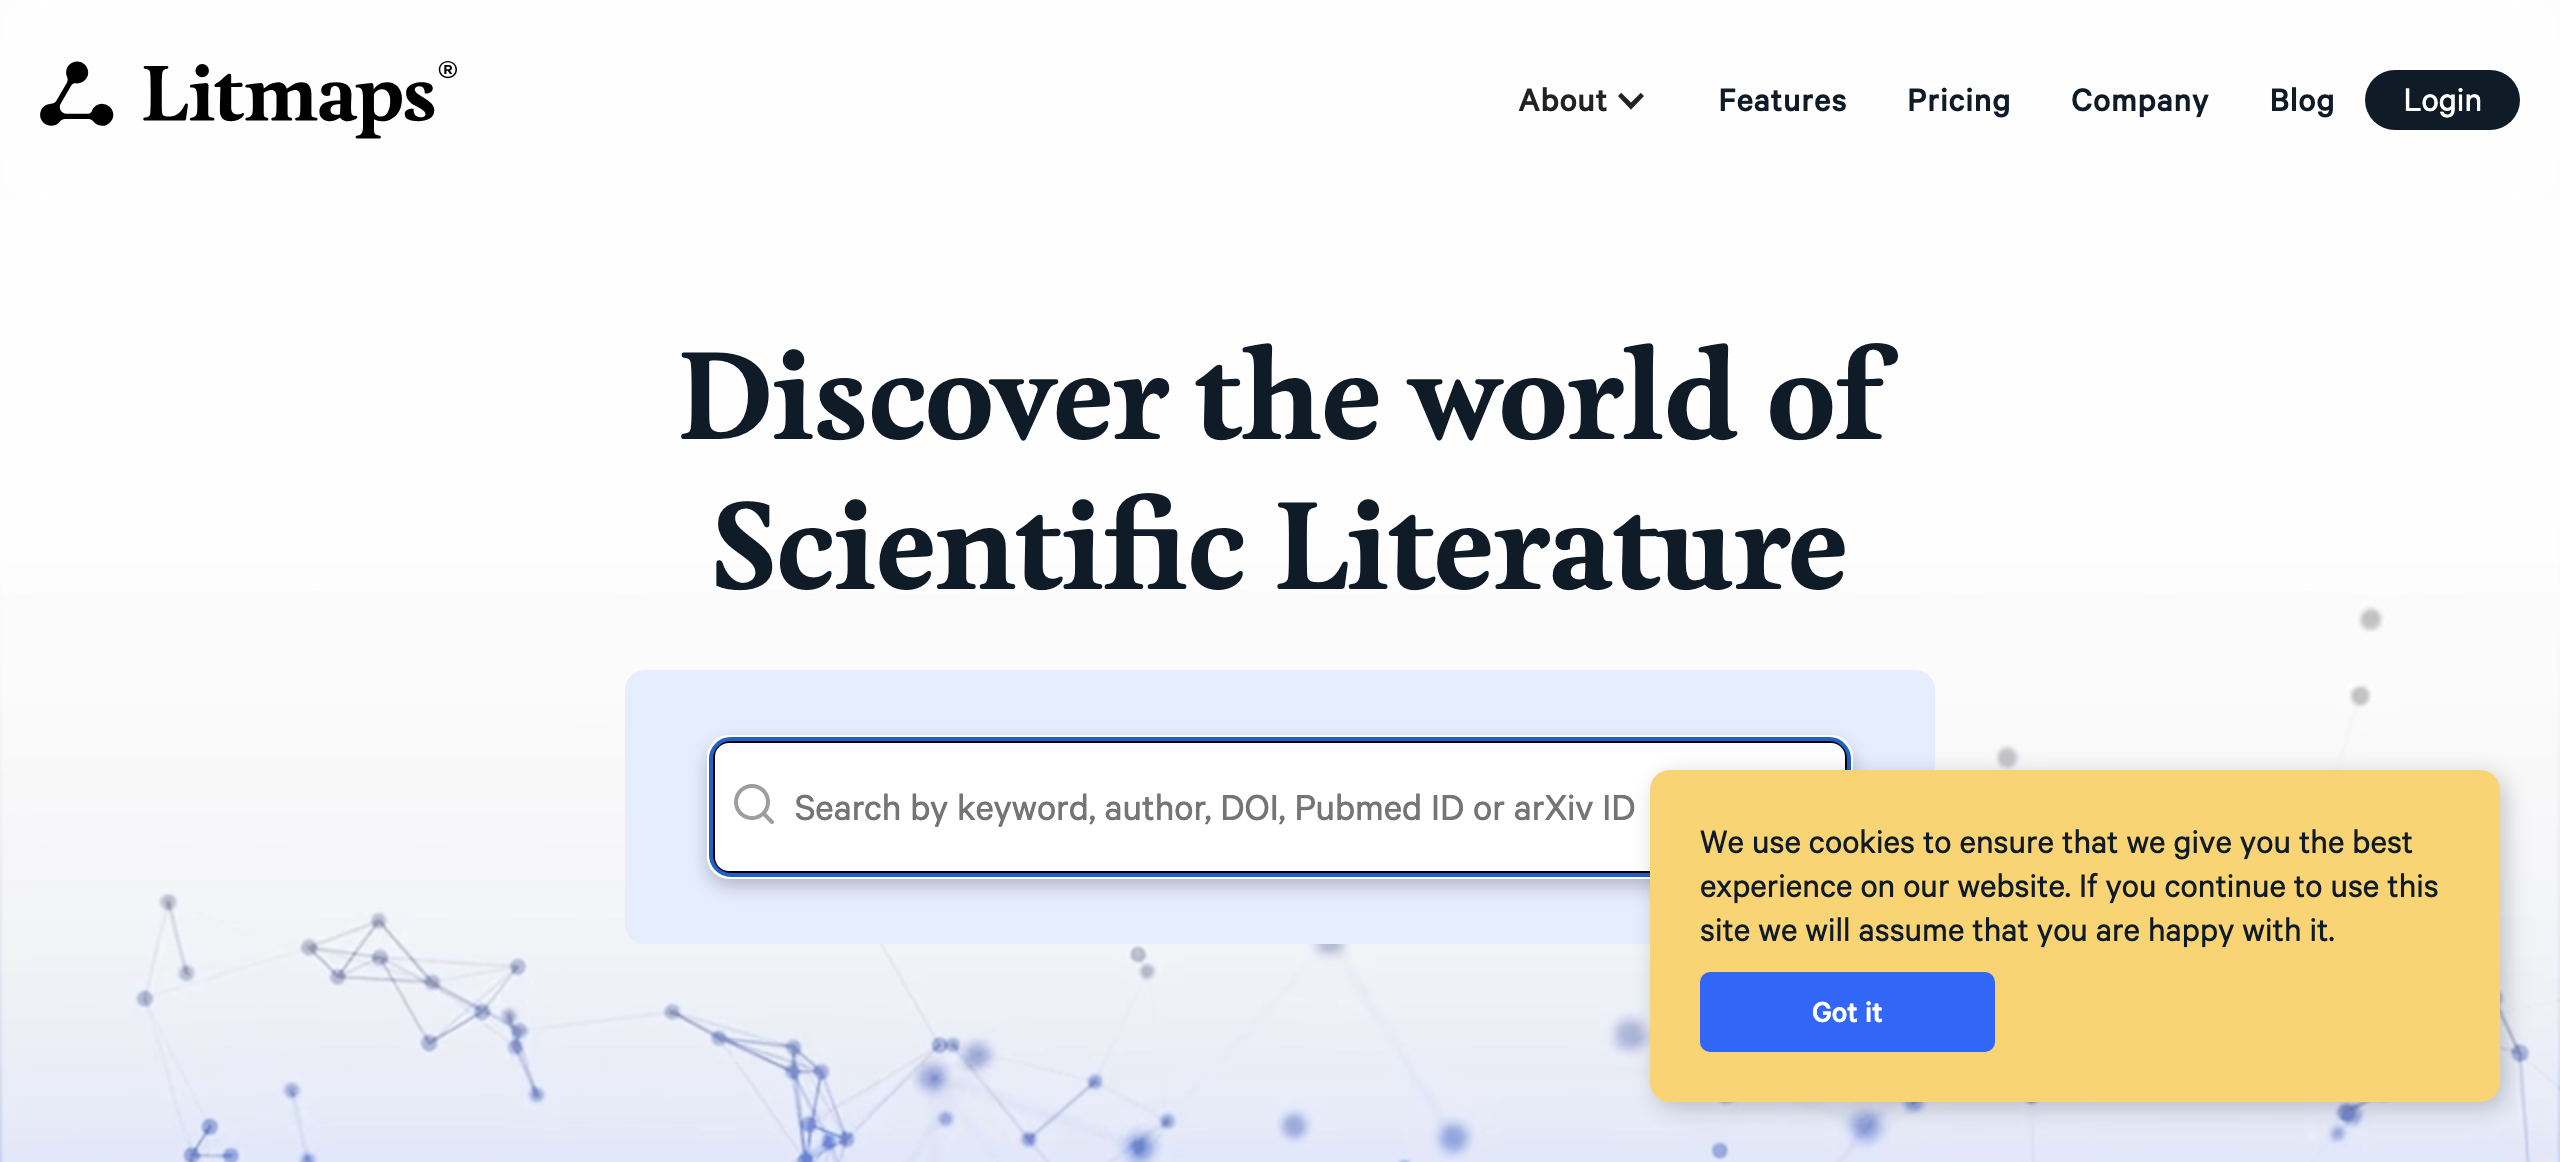 Litmaps®
About
Features
Pricing
Company
Blog
Login
Discover the world of
Scientific Literature
Search by keyword, author, DOI, Pubmed ID or arXiv ID
We use cookies to ensure that we give you the best
experience on our website. If you continue to use this
site we will assume that you are happy with it.
Got it